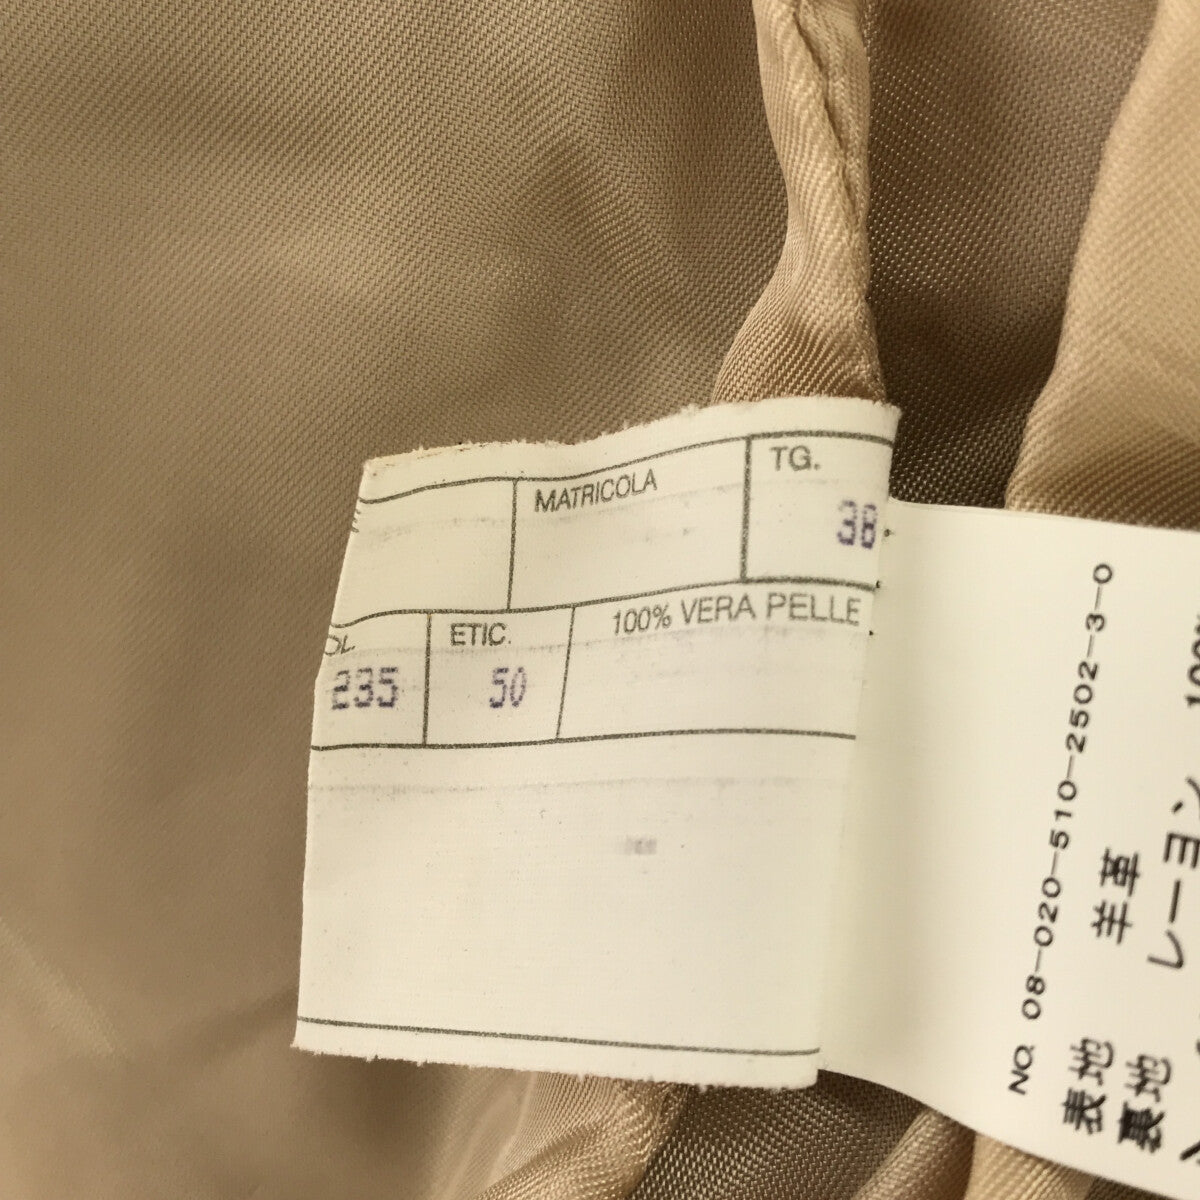 MATRICOLA
TG.
38
OL.
ETIC.
100% VERA PELLE
235
50
NO. 08-020-510-2502-3-0
表地 羊革
裏地 レーヨン 100%